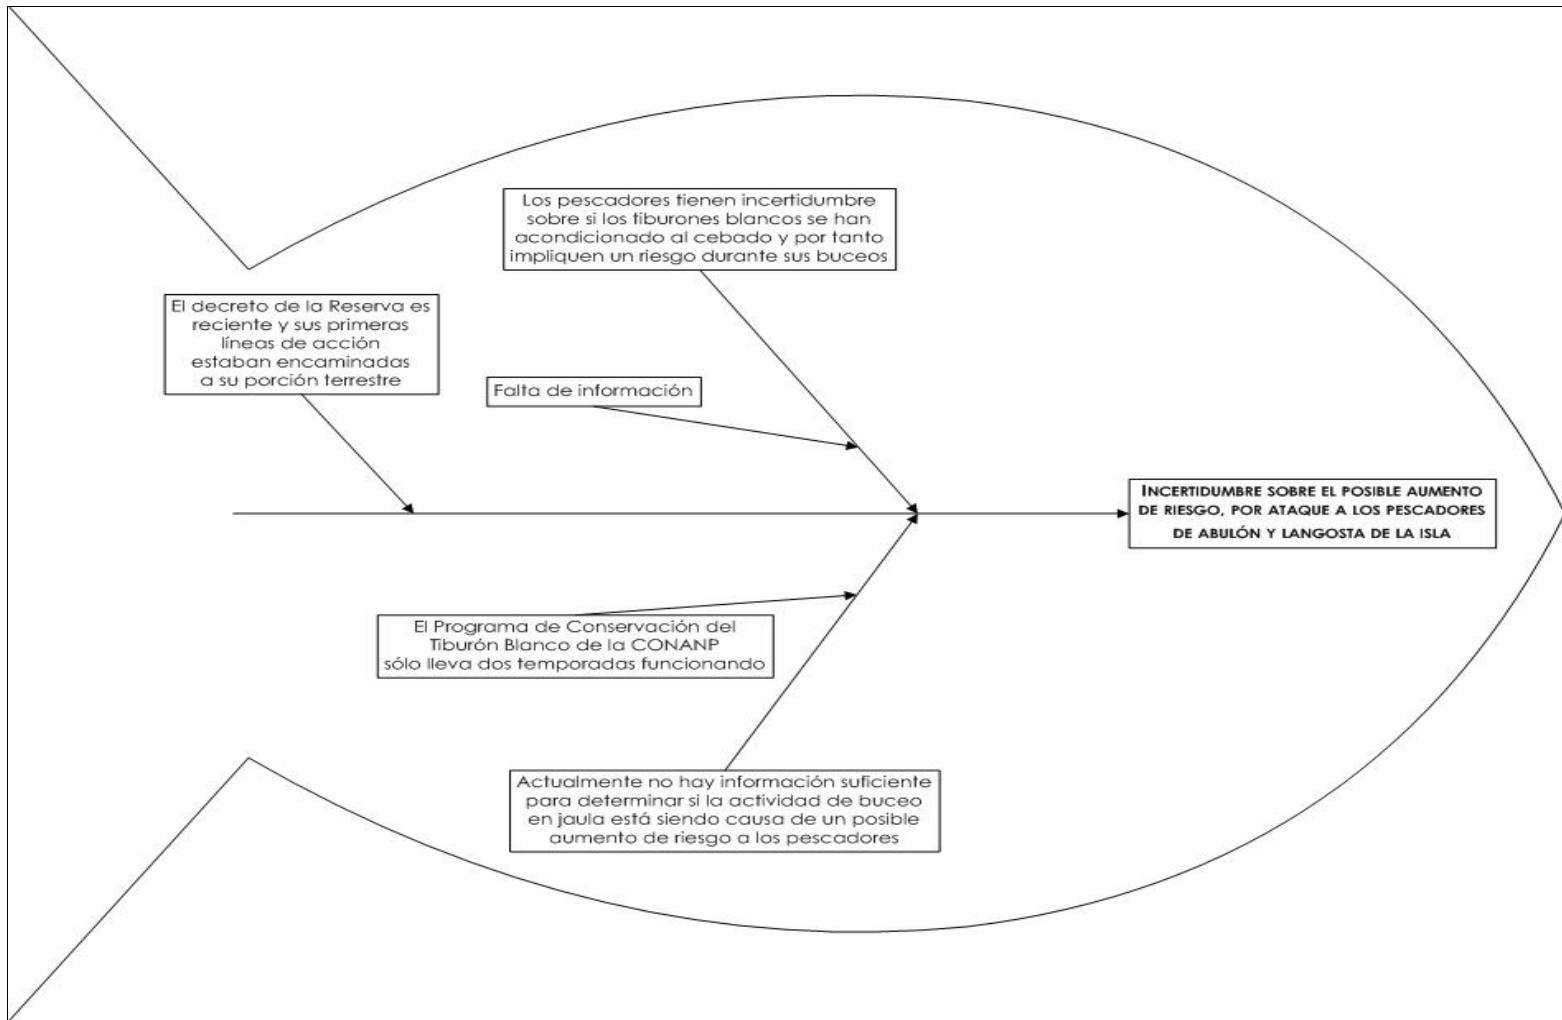 Los pescadores tienen incertidumbre
sobre si los tiburones blancos se han
acondicionado al cebado y por tanto
impliquen un riesgo durante sus buceos
El decreto de la Reserva es
reciente y sus primeras
líneas de acción
estaban encaminadas
a su porción terrestre
Falta de información
INCERTIDUMBRE SOBRE EL POSIBLE AUMENTO
DE RIESGO, POR ATAQUE A LOS PESCADORES
DE ABULÓN Y LANGOSTA DE LA ISLA
El Programa de Conservación del
Tiburón Blanco de la CONANP
sólo lleva dos temporadas funcionando
Actualmente no hay información suficiente
para determinar si la actividad de buceo
en jaula está siendo causa de un posible
aumento de riesgo a los pescadores